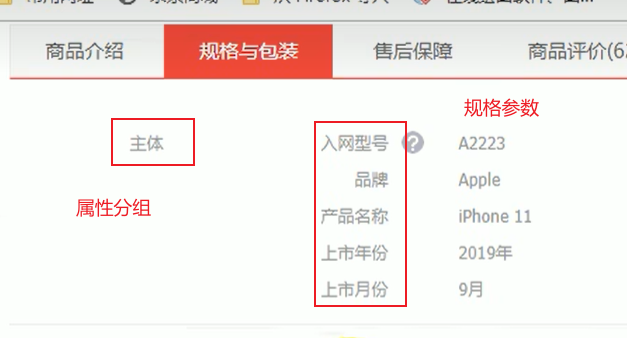 商品介绍 规格与包装 售后保障 商品评价(6
规格参数
主体 入网型号 ? A2223
品牌 Apple
属性分组
产品名称 iPhone 11
上市年份 2019年
上市月份 9月